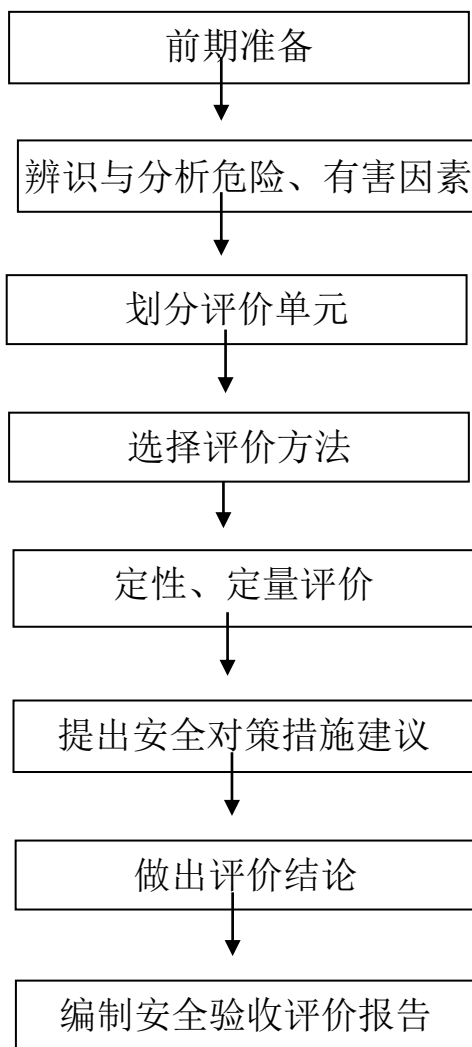 前期准备
辨识与分析危险、有害因素
划分评价单元
选择评价方法
定性、定量评价
提出安全对策措施建议
做出评价结论
编制安全验收评价报告